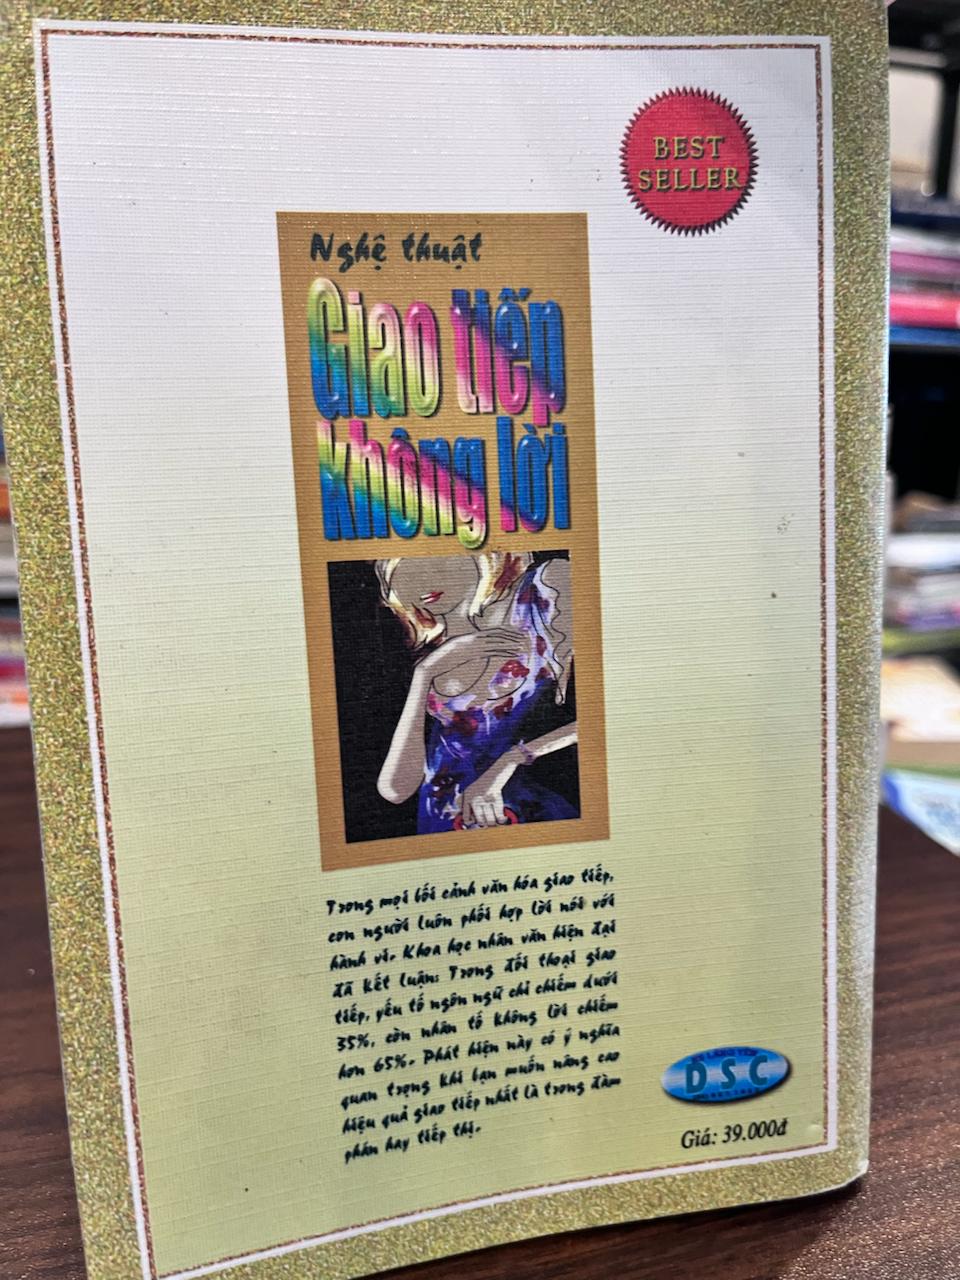 BEST
SELLER
Nghệ thuật
Giao tiếp
không lời
Trong mọi bối cảnh văn hóa giao tiếp,
con người luôn phối hợp lời nói với
hành vi. Khoa học nhân văn hiện đại
đã kết luận: Trong đối thoại giao
tiếp, yếu tố ngôn ngữ chỉ chiếm dưới
35%, còn nhân tố không lời chiếm
hơn 65%. Phát hiện này có ý nghĩa
quan trọng khi bạn muốn nâng cao
hiệu quả giao tiếp nhất là trong đàm
phán hay tiếp thị.
DSC
Giá: 39.000đ